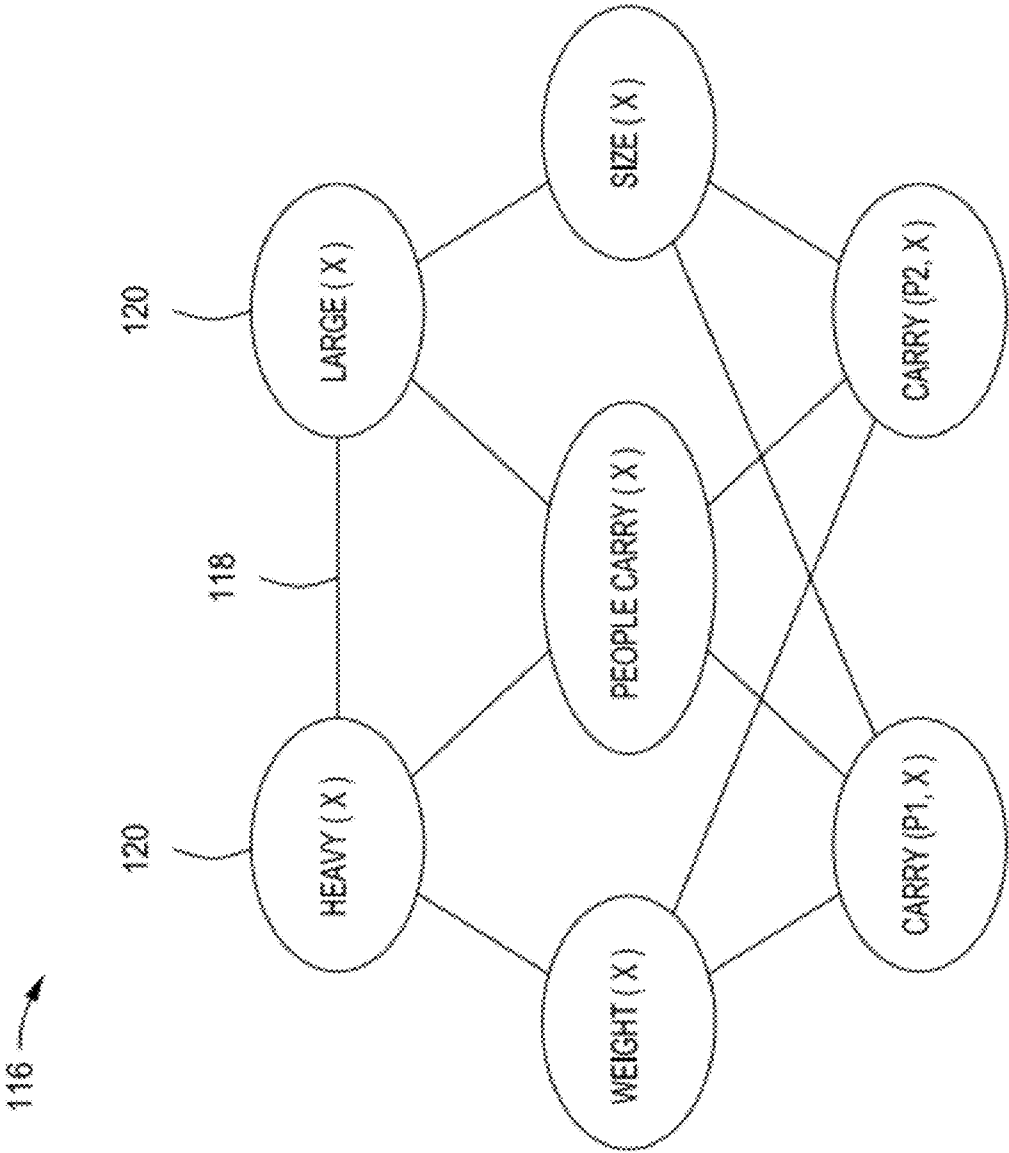 116
120
120
118
HEAVY ( X )
LARGE ( X )
WEIGHT ( X )
PEOPLE CARRY ( X )
SIZE ( X )
CARRY (P1, X )
CARRY (P2, X )